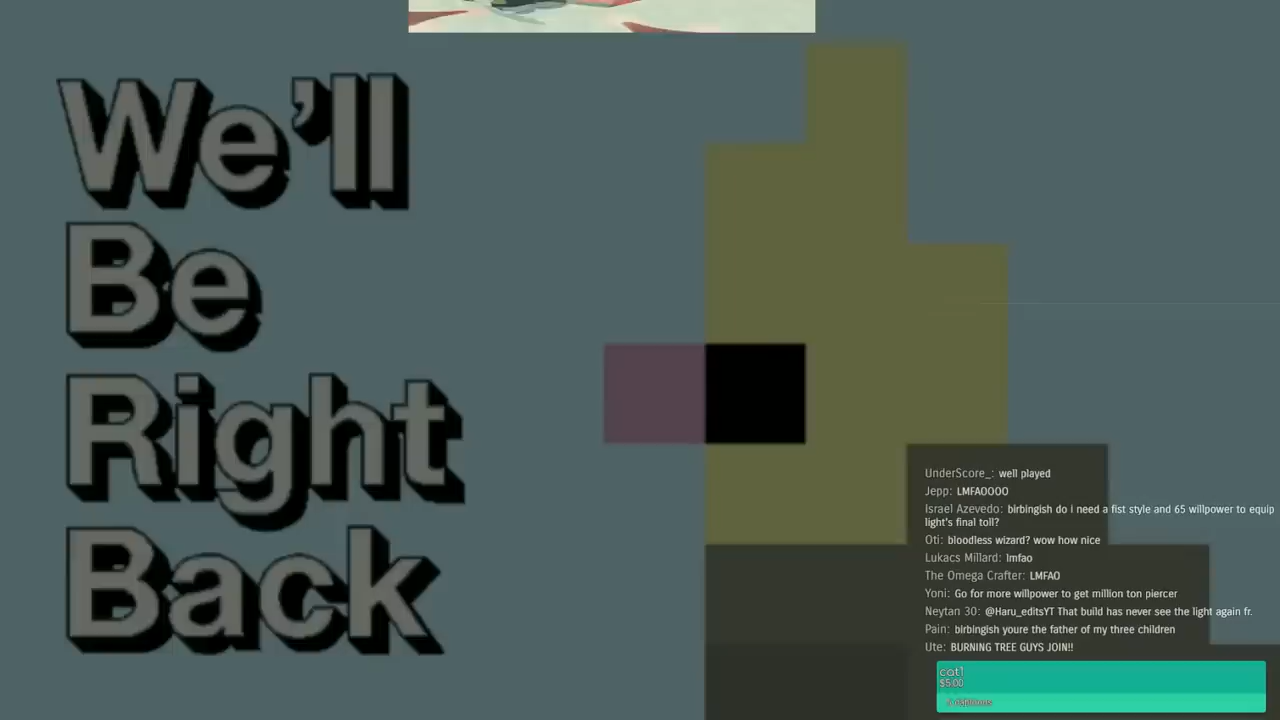 We'll
Be
Right
Back
UnderScore_: well played
Jepp: LMFAOOOO
Israel Azevedo: birbingish do i need a fist style and 65 willpower to equip
light's final toll?
Oti: bloodless wizard? wow how nice
Lukacs Millard: lmfao
The Omega Crafter: LMFAO
Yoni: Go for more willpower to get million ton piercer
Neytan 30: @Haru_editsYT That build has never see the light again fr.
Pain: birbingish youre the father of my three children
Ute: BURNING TREE GUYS JOIN!!
cat1
$5.00